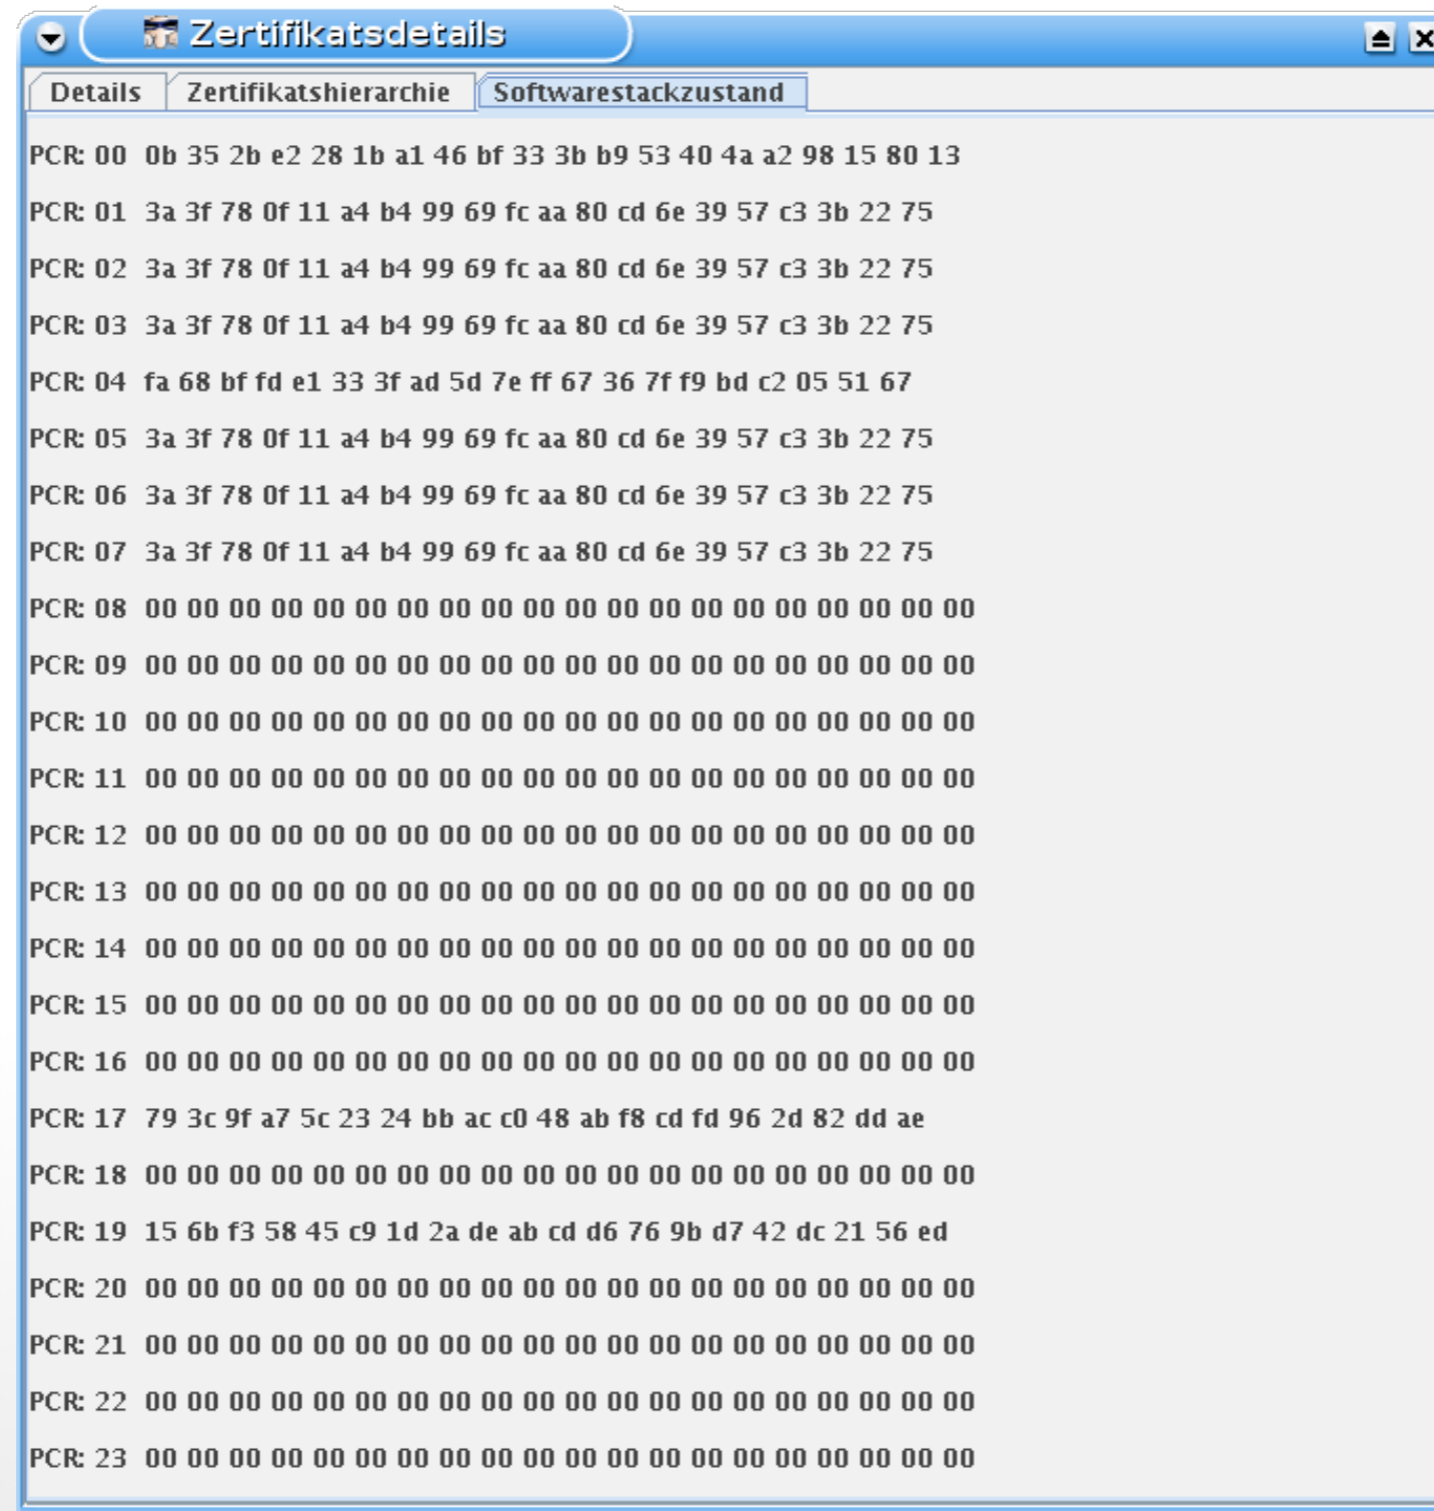 Zertifikatsdetails
Details Zertifikatshierarchie Softwarestackzustand
PCR: 00 0b 35 2b e2 28 1b a1 46 bf 33 3b b9 53 40 4a a2 98 15 80 13
PCR: 01 3a 3f 78 0f 11 a4 b4 99 69 fc aa 80 cd 6e 39 57 c3 3b 22 75
PCR: 02 3a 3f 78 0f 11 a4 b4 99 69 fc aa 80 cd 6e 39 57 c3 3b 22 75
PCR: 03 3a 3f 78 0f 11 a4 b4 99 69 fc aa 80 cd 6e 39 57 c3 3b 22 75
PCR: 04 fa 68 bf fd e1 33 3f ad 5d 7e ff 67 36 7f f9 bd c2 05 51 67
PCR: 05 3a 3f 78 0f 11 a4 b4 99 69 fc aa 80 cd 6e 39 57 c3 3b 22 75
PCR: 06 3a 3f 78 0f 11 a4 b4 99 69 fc aa 80 cd 6e 39 57 c3 3b 22 75
PCR: 07 3a 3f 78 0f 11 a4 b4 99 69 fc aa 80 cd 6e 39 57 c3 3b 22 75
PCR: 08 00 00 00 00 00 00 00 00 00 00 00 00 00 00 00 00 00 00 00 00
PCR: 09 00 00 00 00 00 00 00 00 00 00 00 00 00 00 00 00 00 00 00 00
PCR: 10 00 00 00 00 00 00 00 00 00 00 00 00 00 00 00 00 00 00 00 00
PCR: 11 00 00 00 00 00 00 00 00 00 00 00 00 00 00 00 00 00 00 00 00
PCR: 12 00 00 00 00 00 00 00 00 00 00 00 00 00 00 00 00 00 00 00 00
PCR: 13 00 00 00 00 00 00 00 00 00 00 00 00 00 00 00 00 00 00 00 00
PCR: 14 00 00 00 00 00 00 00 00 00 00 00 00 00 00 00 00 00 00 00 00
PCR: 15 00 00 00 00 00 00 00 00 00 00 00 00 00 00 00 00 00 00 00 00
PCR: 16 00 00 00 00 00 00 00 00 00 00 00 00 00 00 00 00 00 00 00 00
PCR: 17 79 3c 9f a7 5c 23 24 bb ac c0 48 ab f8 cd fd 96 2d 82 dd ae
PCR: 18 00 00 00 00 00 00 00 00 00 00 00 00 00 00 00 00 00 00 00 00
PCR: 19 15 6b f3 58 45 c9 1d 2a de ab cd d6 76 9b d7 42 dc 21 56 ed
PCR: 20 00 00 00 00 00 00 00 00 00 00 00 00 00 00 00 00 00 00 00 00
PCR: 21 00 00 00 00 00 00 00 00 00 00 00 00 00 00 00 00 00 00 00 00
PCR: 22 00 00 00 00 00 00 00 00 00 00 00 00 00 00 00 00 00 00 00 00
PCR: 23 00 00 00 00 00 00 00 00 00 00 00 00 00 00 00 00 00 00 00 00